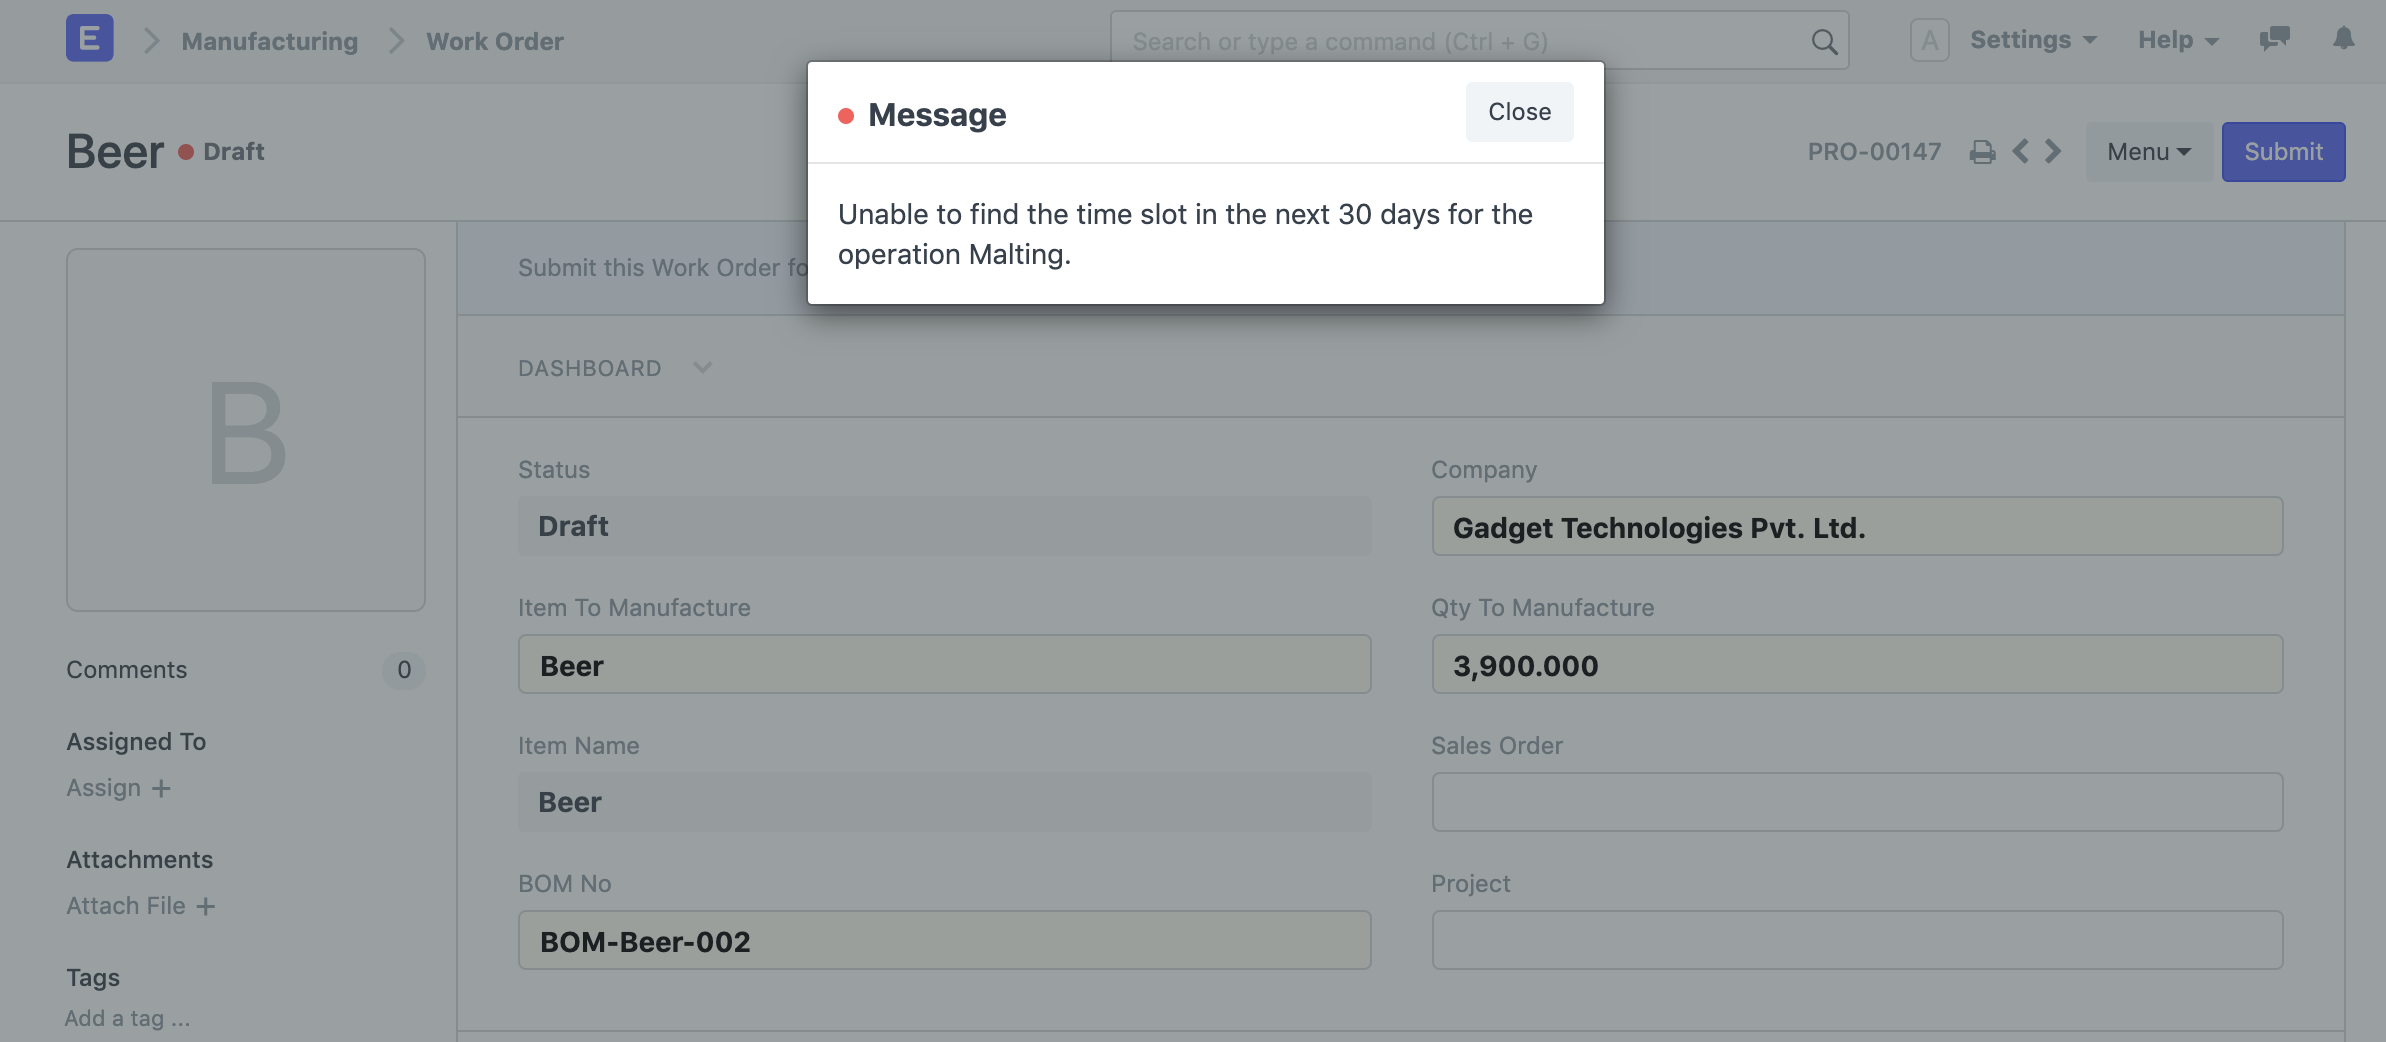 E
Manufacturing
Work Order
Search or type a command (Ctrl + G)
A
Settings
Help
Message
Close
Beer
Draft
PRO-00147
Menu
Submit
Unable to find the time slot in the next 30 days for the
operation Malting.
Submit this Work Order fo
B
DASHBOARD
Status
Draft
Company
Gadget Technologies Pvt. Ltd.
Item To Manufacture
Beer
Qty To Manufacture
3,900.000
Comments
0
Assigned To
Assign +
Item Name
Beer
Sales Order
Attachments
Attach File +
BOM No
BOM-Beer-002
Project
Tags
Add a tag ...